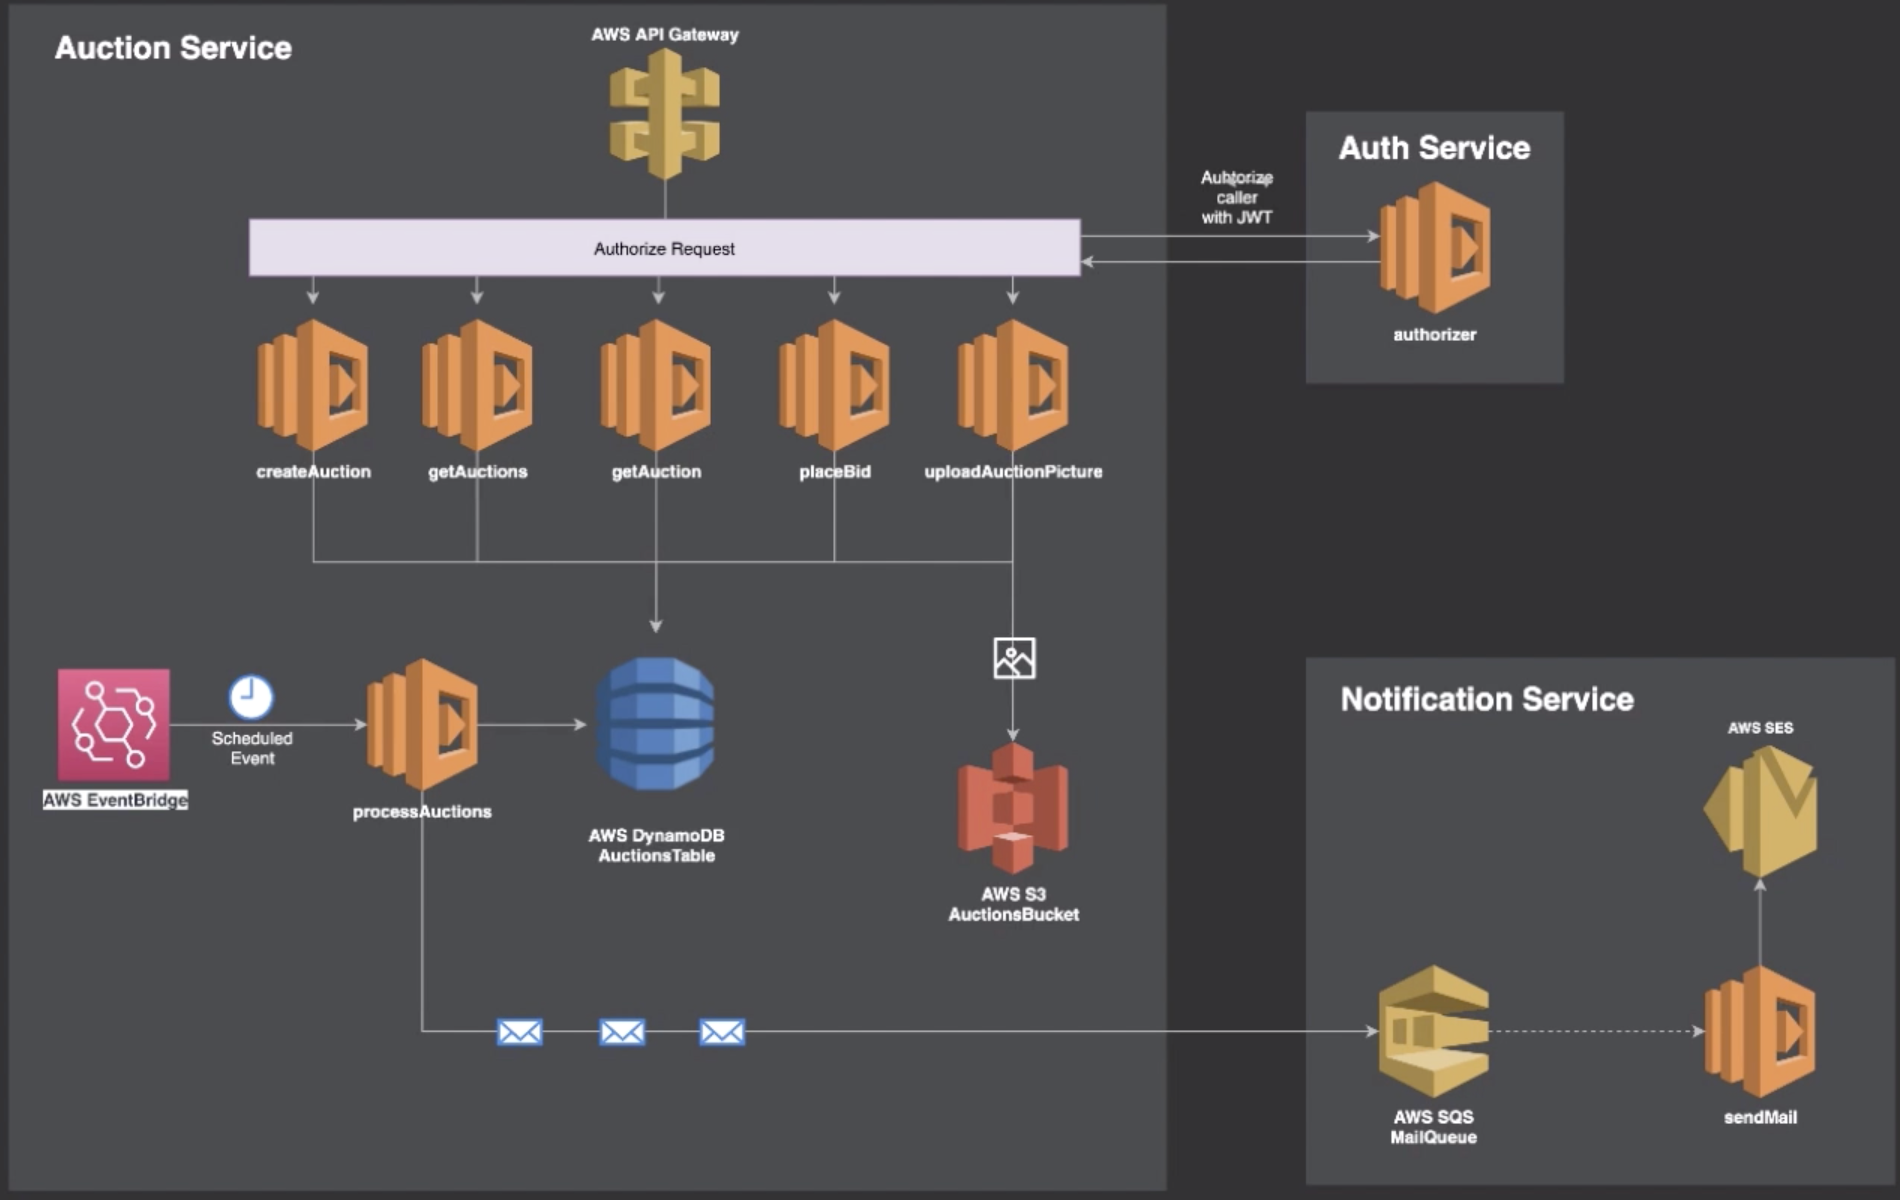 Auction Service
AWS API Gateway
Auth Service
Authorize
caller
with JWT
Authorize Request
authorizer
createAuction
getAuctions
getAuction
placeBid
uploadAuctionPicture
Notification Service
AWS SES
Scheduled
Event
AWS EventBridge
processAuctions
AWS DynamoDB
AuctionsTable
AWS S3
AuctionsBucket
AWS SQS
MailQueue
sendMail